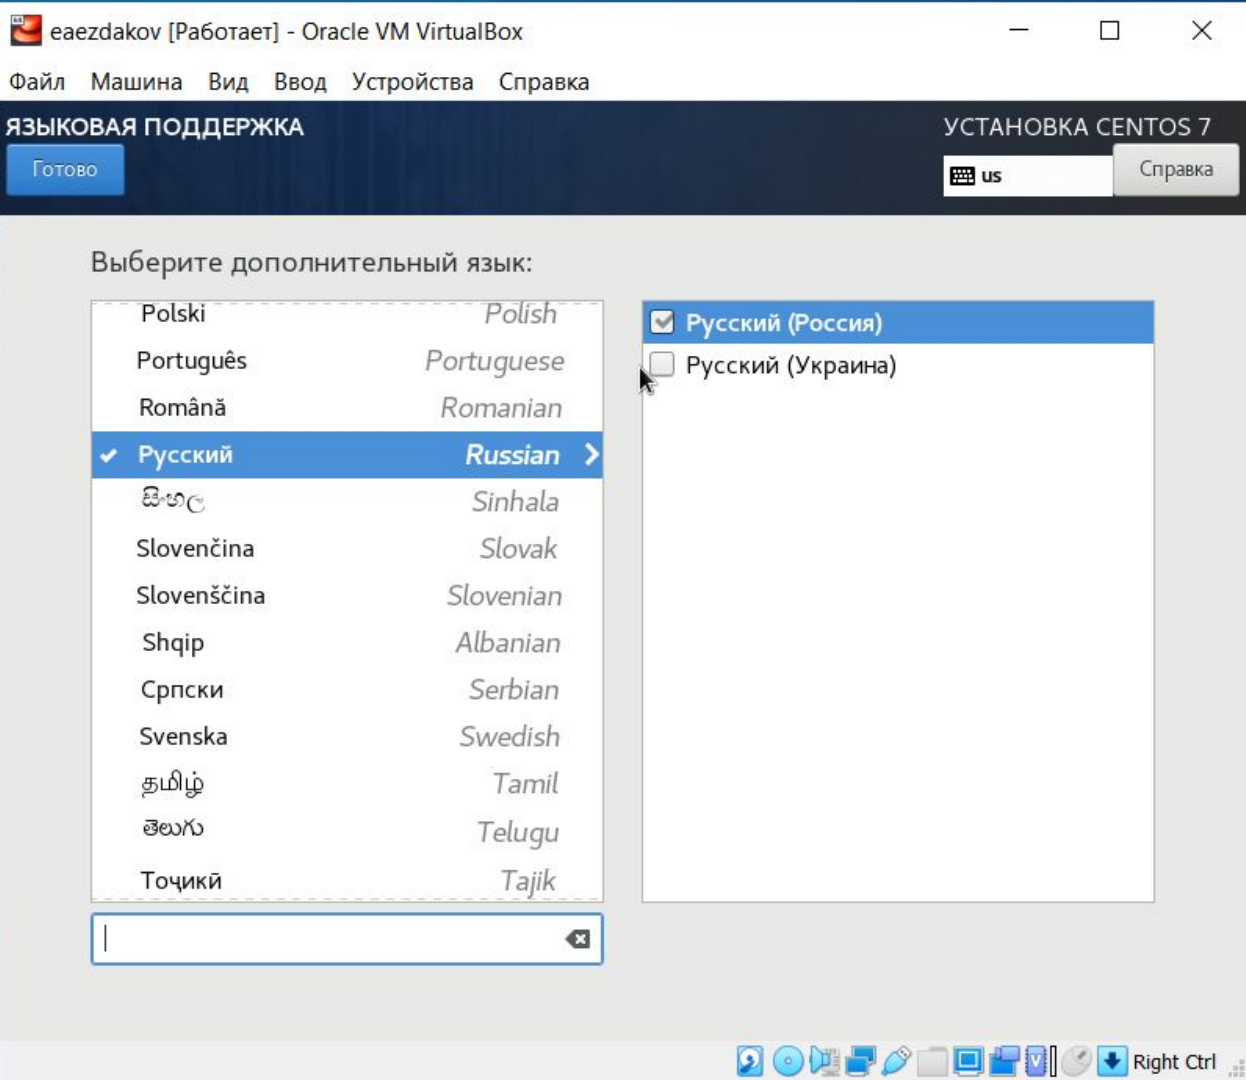 eaezdakov [Работает] - Oracle VM VirtualBox
Файл Машина Вид Ввод Устройства Справка
ЯЗЫКОВАЯ ПОДДЕРЖКА
УСТАНОВКА CENTOS 7
Готово
us
Справка
Выберите дополнительный язык:
Polski Polish
Português Portuguese
Română Romanian
Русский Russian
සිංහල Sinhala
Slovenčina Slovak
Slovenščina Slovenian
Shqip Albanian
Српски Serbian
Svenska Swedish
தமிழ் Tamil
తెలుగు Telugu
Тоҷикӣ Tajik
Русский (Россия)
Русский (Украина)
Right Ctrl